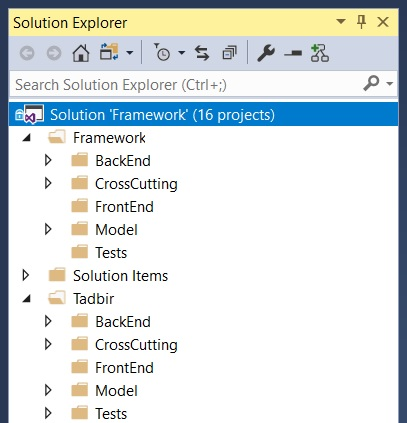 Solution Explorer
Search Solution Explorer (Ctrl+;)
Solution 'Framework' (16 projects)
Framework
BackEnd
CrossCutting
FrontEnd
Model
Tests
Solution Items
Tadbir
BackEnd
CrossCutting
FrontEnd
Model
Tests